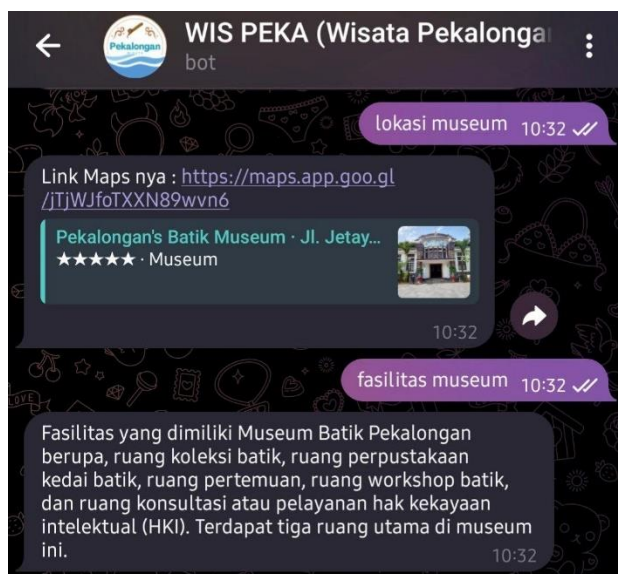 WIS PEKA (Wisata Pekalonga
Pekalongan
bot
lokasi museum 10:32
Link Maps nya : https://maps.app.goo.gl
/jTjWJfoTXXN89wvn6
Pekalongan's Batik Museum · Jl. Jetay...
★★★★★ · Museum
10:32
fasilitas museum 10:32
LOVE
Fasilitas yang dimiliki Museum Batik Pekalongan
berupa, ruang koleksi batik, ruang perpustakaan
kedai batik, ruang pertemuan, ruang workshop batik,
dan ruang konsultasi atau pelayanan hak kekayaan
intelektual (HKI). Terdapat tiga ruang utama di museum
ini.
10:32